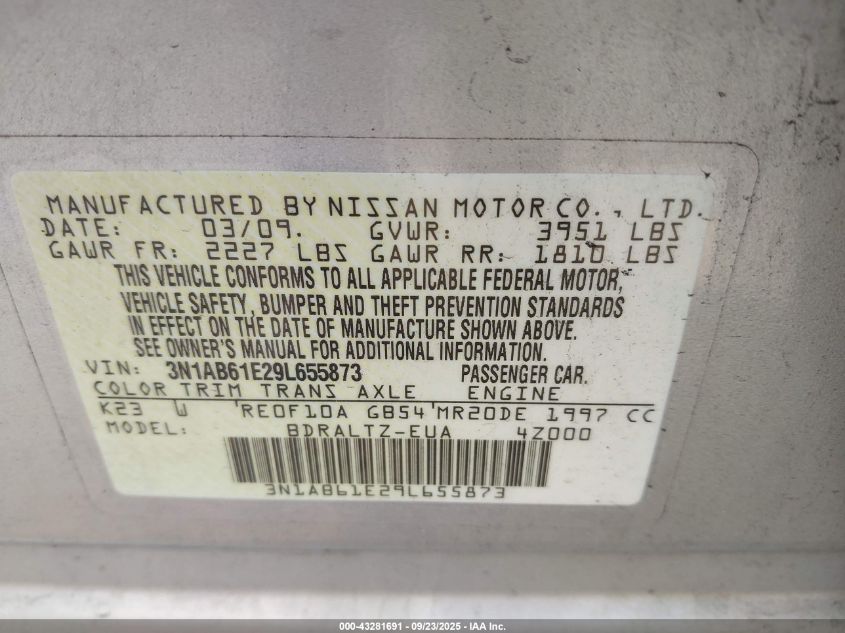 MANUFACTURED BY NISSAN MOTOR CO., LTD.
DATE: 03/09. GVWR: 3951 LBS
GAWR FR: 2227 LBS GAWR RR: 1810 LBS
THIS VEHICLE CONFORMS TO ALL APPLICABLE FEDERAL MOTOR,
VEHICLE SAFETY, BUMPER AND THEFT PREVENTION STANDARDS
IN EFFECT ON THE DATE OF MANUFACTURE SHOWN ABOVE.
SEE OWNER'S MANUAL FOR ADDITIONAL INFORMATION.
VIN: 3N1AB61E29L655873 PASSENGER CAR.
COLOR TRIM TRANS AXLE ENGINE
K23 W 'RE0F10A GB54'MR20DE 1997 CC
MODEL: BDRALTZ-EUA 4Z000
3N1AB61E29L655873
000-43281691 - 09/23/2025 - IAA Inc.